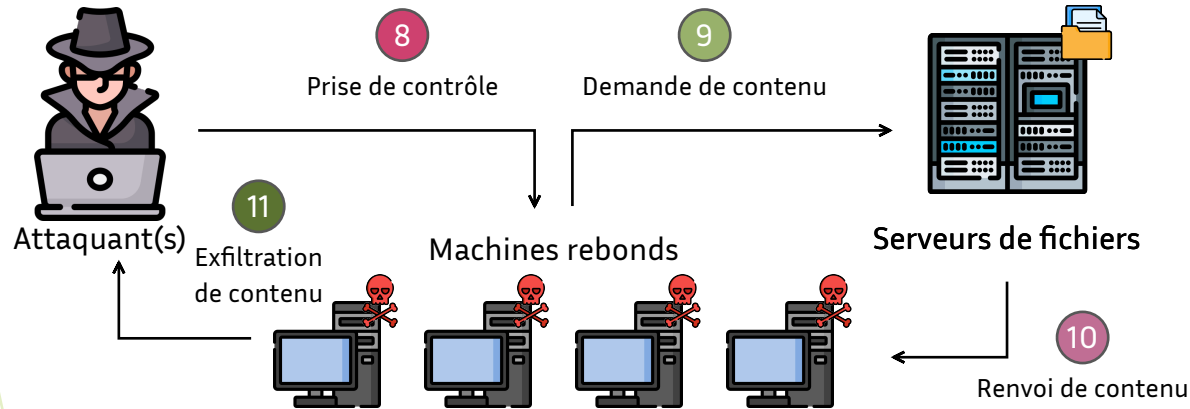 8
Prise de contrôle
9
Demande de contenu
Attaquant(s)
11
Exfiltration
de contenu
Machines rebonds
Serveurs de fichiers
10
Renvoi de contenu